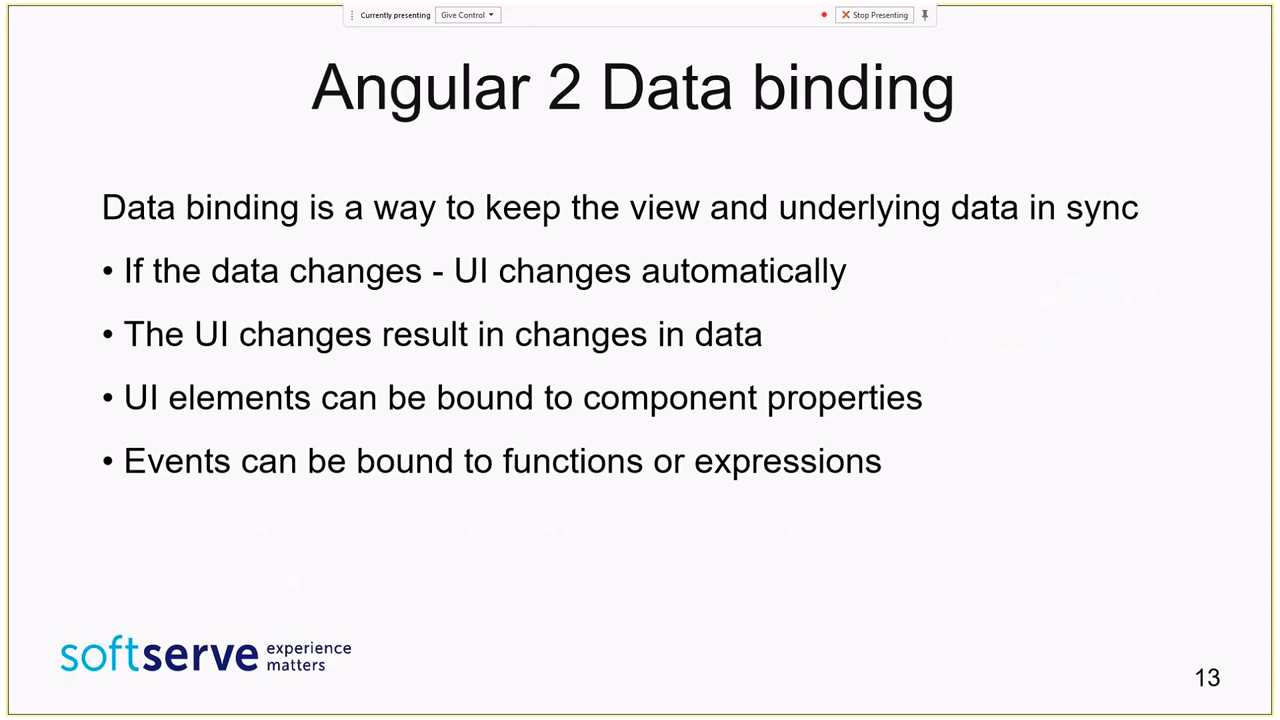 Currently presenting Give Control Stop Presenting
Angular 2 Data binding
Data binding is a way to keep the view and underlying data in sync
• If the data changes - UI changes automatically
• The UI changes result in changes in data
• UI elements can be bound to component properties
• Events can be bound to functions or expressions
softserve experience
matters
13